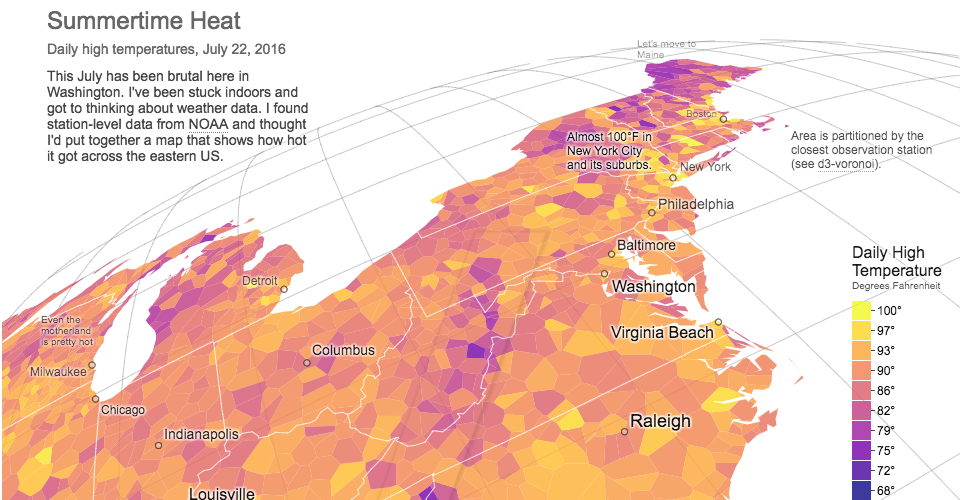 Summertime Heat
Daily high temperatures, July 22, 2016
This July has been brutal here in
Washington. I've been stuck indoors and
got to thinking about weather data. I found
station-level data from NOAA and thought
I'd put together a map that shows how hot
it got across the eastern US.
Let's move to
Maine
Boston
Almost 100°F in
New York City
and its suburbs.
Area is partitioned by the
closest observation station
(see d3-voronoi).
New York
Philadelphia
Baltimore
Washington
Virginia Beach
Detroit
Even the
motherland
is pretty hot
Milwaukee
Chicago
Columbus
Indianapolis
Raleigh
Louisville
Daily High
Temperature
Degrees Fahrenheit
100°
97°
93°
90°
86°
82°
79°
75°
72°
68°